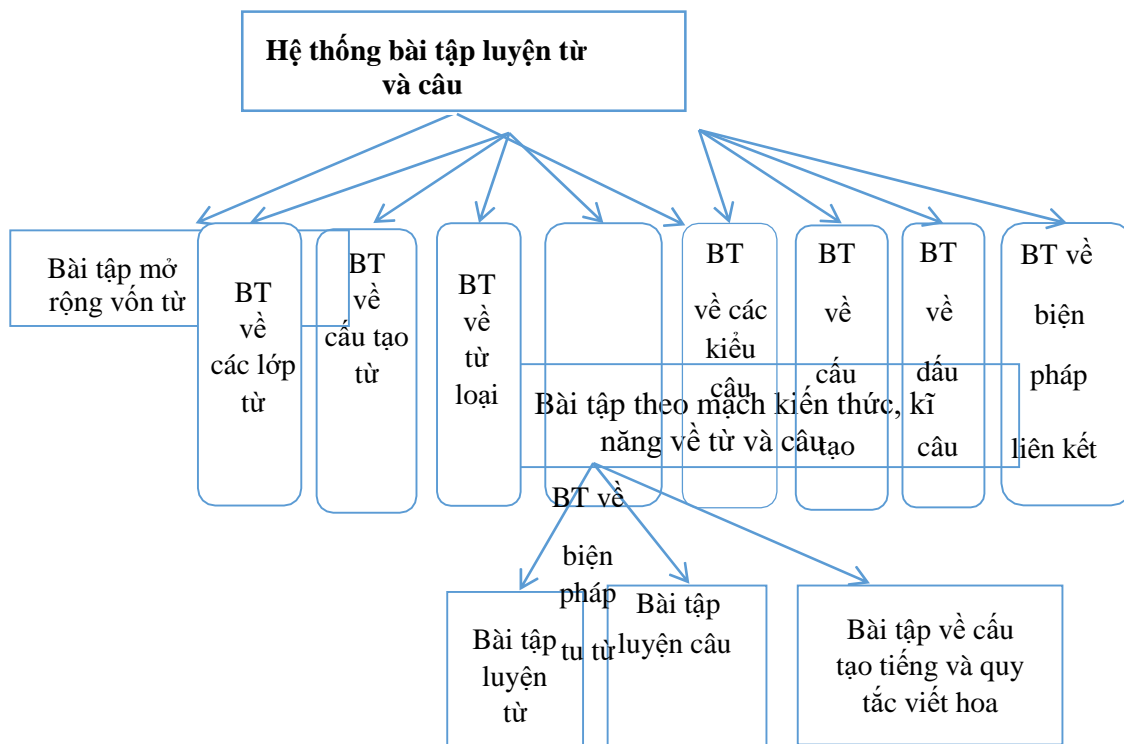 Hệ thống bài tập luyện từ
và câu
Bài tập mở
rộng vốn từ
BT
về
các lớp
từ
BT
về
cấu tạo
từ
BT
về
từ
loại
BT
về các
kiểu
câu
BT
về
cấu
tạo
BT
về
dấu
câu
BT về
biện
pháp
liên kết
Bài tập theo mạch kiến thức, kĩ
năng về từ và câu
BT về
biện
pháp
tu từ
Bài tập
luyện
từ
Bài tập
luyện câu
Bài tập về cấu
tạo tiếng và quy
tắc viết hoa